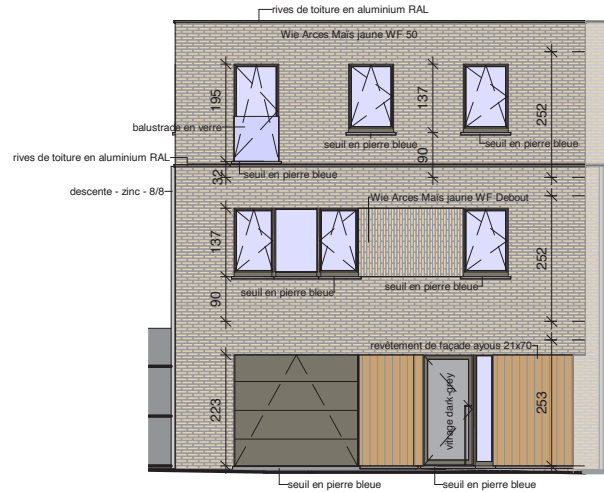 rives de toiture en aluminium RAL
Wie Arces Maïs jaune WF 50
195
137
252
balustrade en verre
seuil en pierre bleue
seuil en pierre bleue
90
rives de toiture en aluminium RAL
32
seuil en pierre bleue
descente - zinc - 8/8
Wie Arces Maïs jaune WF Debout
137
252
seuil en pierre bleue
seuil en pierre bleue
90
revêtement de façade ayous 21x70
223
vitrage dark-grey
253
seuil en pierre bleue
seuil en pierre bleue